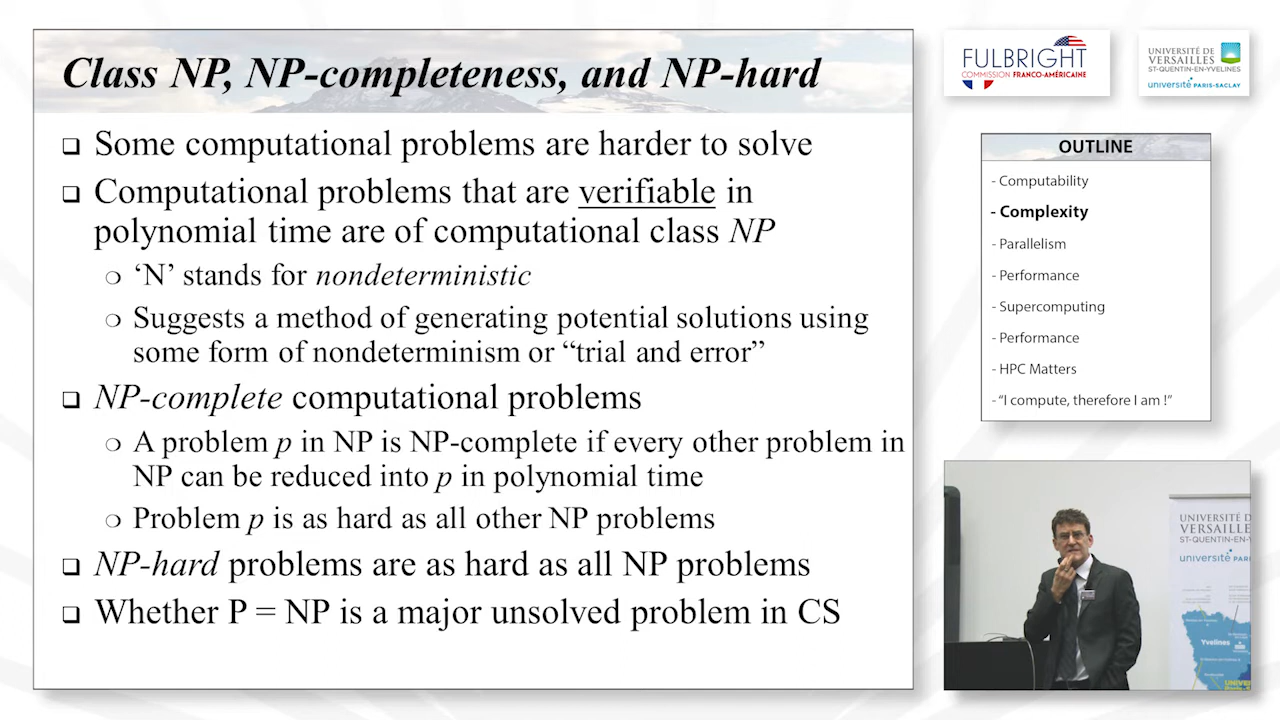 Class NP, NP-completeness, and NP-hard
Some computational problems are harder to solve
Computational problems that are verifiable in
polynomial time are of computational class NP
‘N’ stands for nondeterministic
Suggests a method of generating potential solutions using
some form of nondeterminism or “trial and error”
NP-complete computational problems
A problem p in NP is NP-complete if every other problem in
NP can be reduced into p in polynomial time
Problem p is as hard as all other NP problems
NP-hard problems are as hard as all NP problems
Whether P = NP is a major unsolved problem in CS
FULBRIGHT
COMMISSION FRANCO-AMÉRICAINE
UNIVERSITÉ DE
VERSAILLES
ST-QUENTIN-EN-YVELINES
université PARIS-SACLAY
OUTLINE
- Computability
- Complexity
- Parallelism
- Performance
- Supercomputing
- Performance
- HPC Matters
- “I compute, therefore I am !”
UNIVERSITÉ D
VERSAILLE
ST-QUENTIN-EN-
université PARI
Yvelines